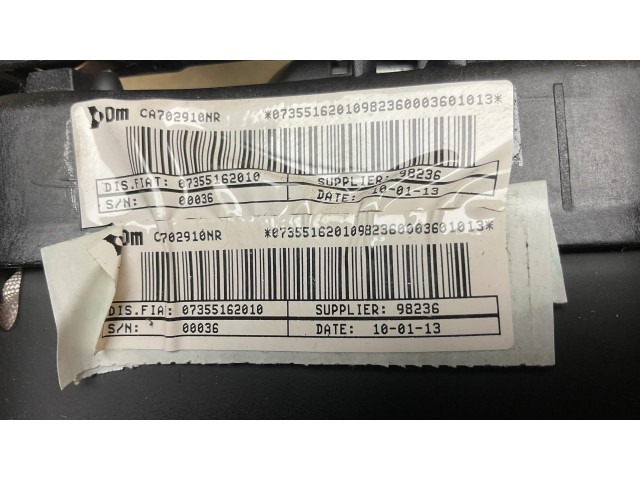 Dm CA702910NR *07355162010982360003601013*
DIS.FIAT: 07355162010 SUPPLIER: 98236
S/N: 00036 DATE: 10-01-13
Dm C702910NR *07355162010982360003601013*
DIS.FIAT: 07355162010 SUPPLIER: 98236
S/N: 00036 DATE: 10-01-13